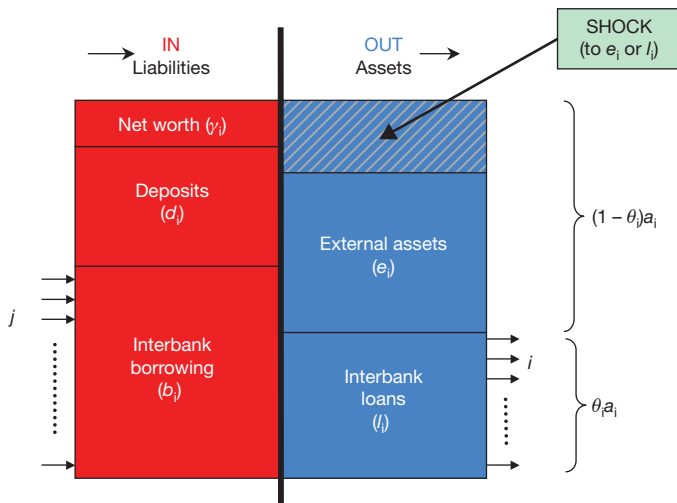 IN
Liabilities
OUT
Assets
SHOCK
(to eᵢ or lᵢ)
Net worth (γᵢ)
Deposits
(dᵢ)
Interbank
borrowing
(bᵢ)
External assets
(eᵢ)
Interbank
loans
(lᵢ)
j
i
(1 – θᵢ)aᵢ
θᵢaᵢ